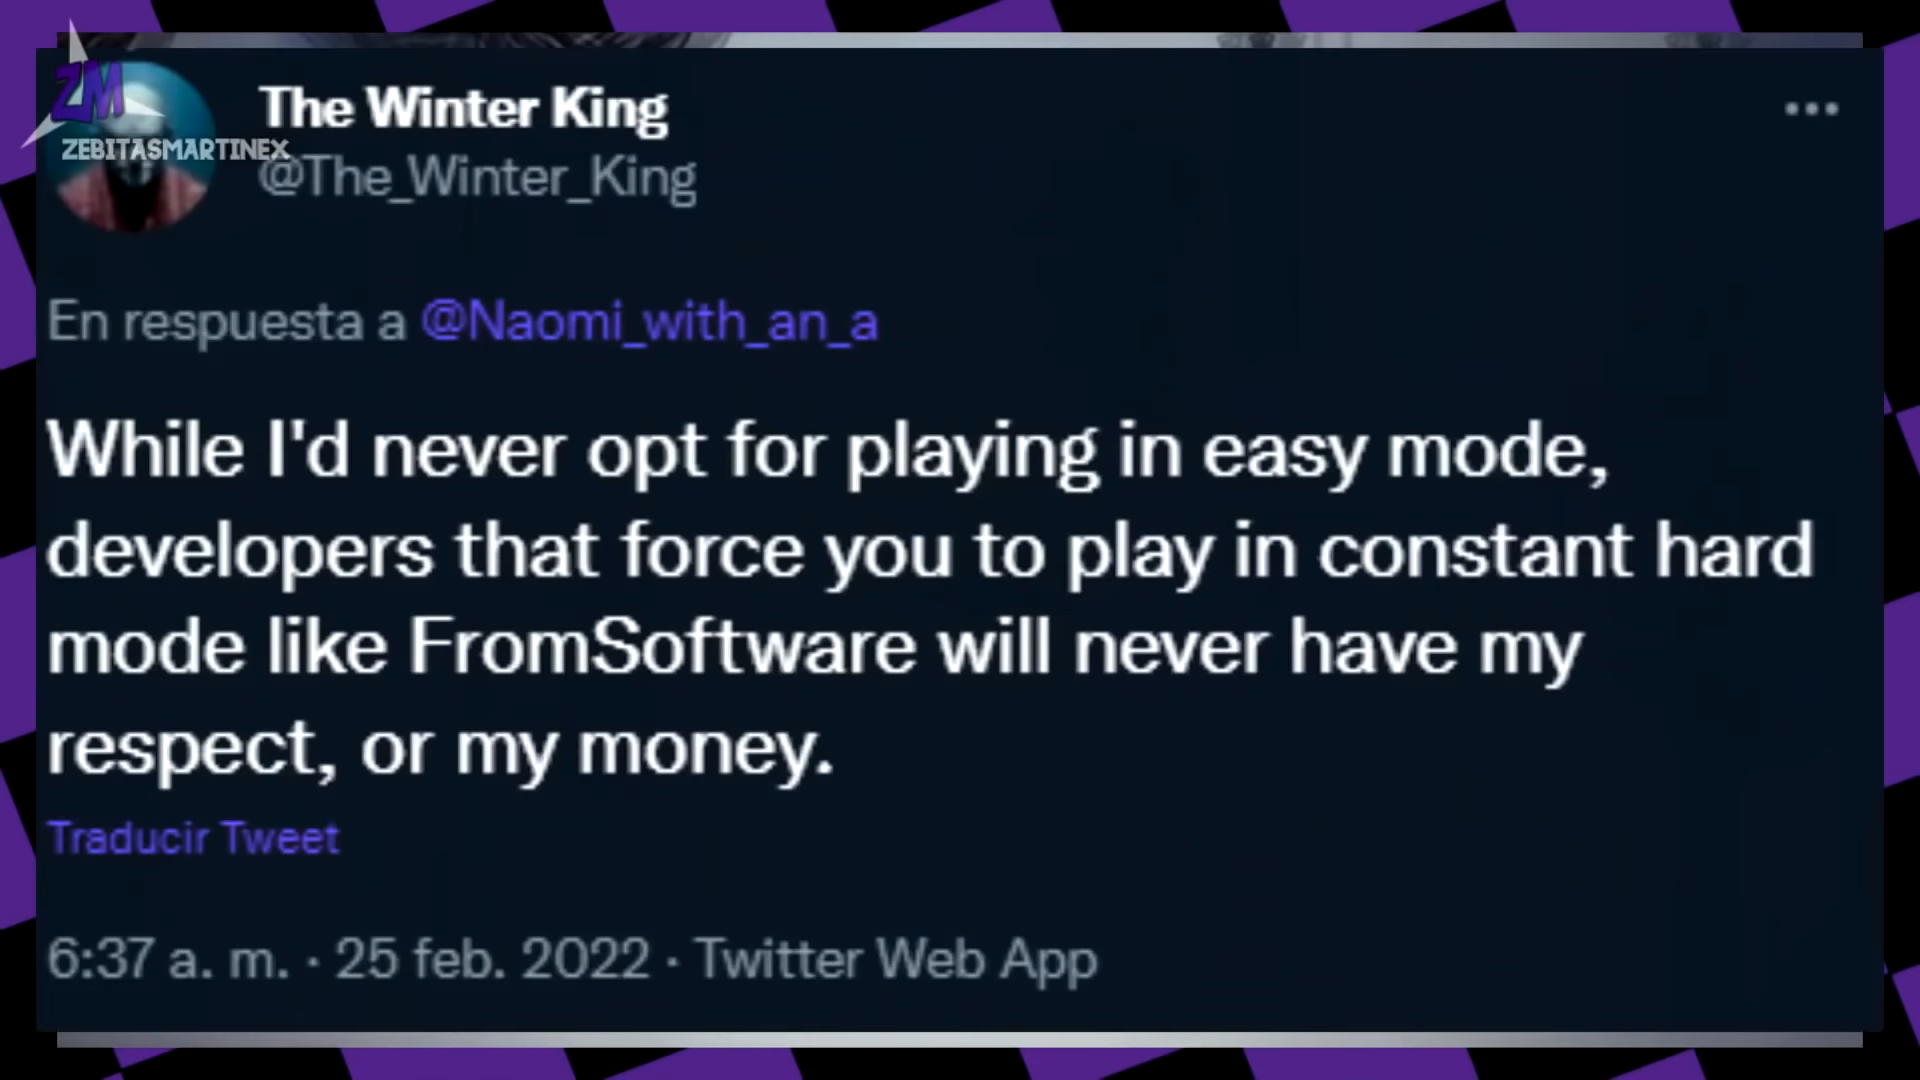 ZM
ZEBITASMARTINEX
The Winter King
@The_Winter_King
En respuesta a @Naomi_with_an_a
While I'd never opt for playing in easy mode,
developers that force you to play in constant hard
mode like FromSoftware will never have my
respect, or my money.
Traducir Tweet
6:37 a. m. · 25 feb. 2022 · Twitter Web App